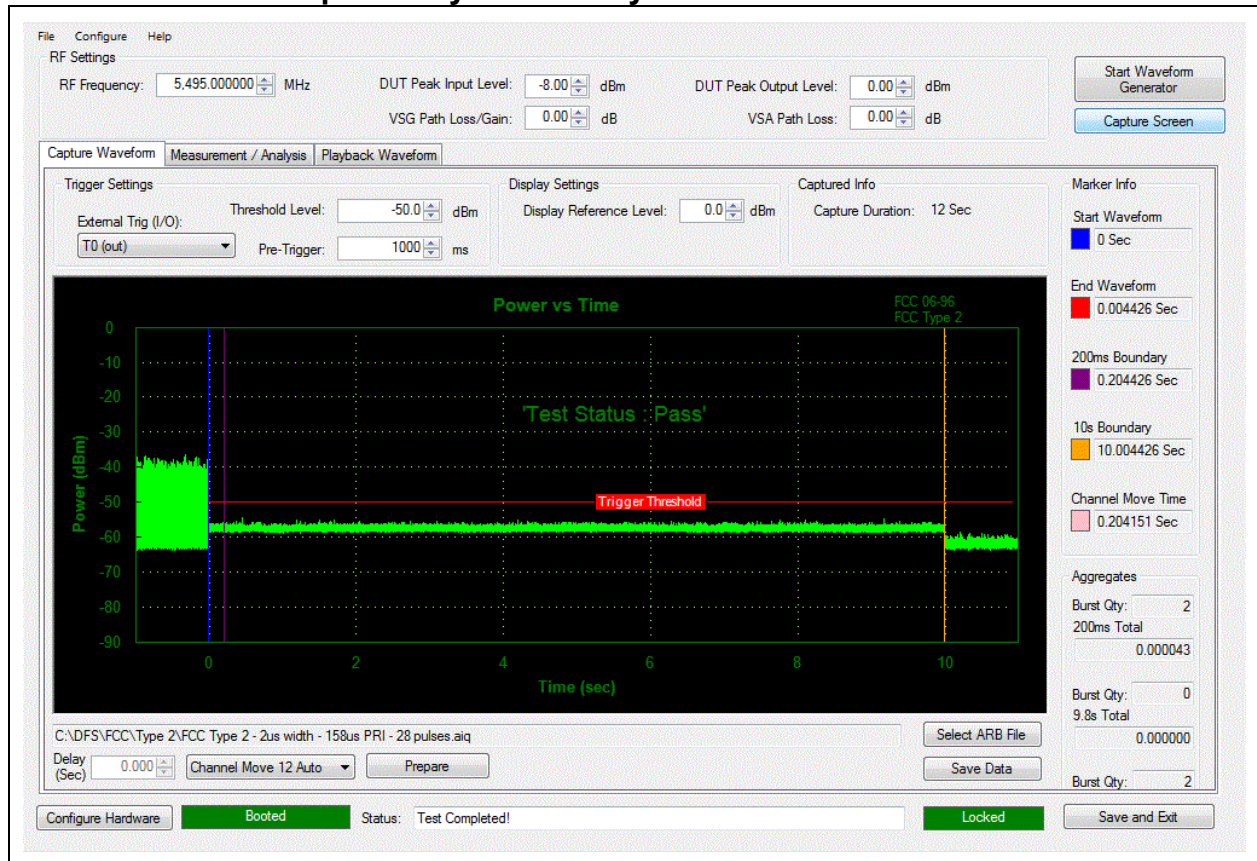 File Configure Help
RF Settings
RF Frequency: 5,495.000000 MHz DUT Peak Input Level: -8.00 dBm DUT Peak Output Level: 0.00 dBm Start Waveform Generator
VSG Path Loss/Gain: 0.00 dB VSA Path Loss: 0.00 dB Capture Screen
Capture Waveform Measurement / Analysis Playback Waveform
Trigger Settings Display Settings Captured Info Marker Info
External Trig (I/O): Threshold Level: -50.0 dBm Display Reference Level: 0.0 dBm Capture Duration: 12 Sec Start Waveform
T0 (out) Pre-Trigger: 1000 ms 0 Sec
End Waveform
0.004426 Sec
200ms Boundary
0.204426 Sec
10s Boundary
10.004426 Sec
Channel Move Time
0.204151 Sec
Power vs Time
FCC 06-96
FCC Type 2
0
-10
-20
-30
-40
-50
-60
-70
-80
-90
Power (dBm)
'Test Status : Pass'
Trigger Threshold
0 2 4 6 8 10
Time (sec)
Aggregates
Burst Qty: 2
200ms Total
0.000043
Burst Qty: 0
9.8s Total
0.000000
Burst Qty: 2
C:\DFS\FCC\Type 2\FCC Type 2 - 2us width - 158us PRI - 28 pulses.aiq Select ARB File
Delay (Sec) 0.000 Channel Move 12 Auto Prepare Save Data
Configure Hardware Booted Status: Test Completed! Locked Save and Exit